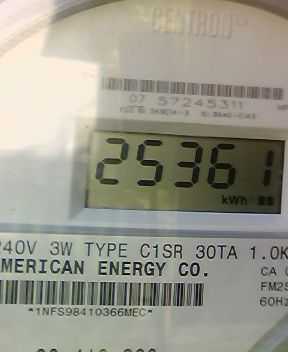 CENTRON®
07 57245311
25361
kWh
240V 3W TYPE C1SR 30TA 1.0K
AMERICAN ENERGY CO.
CA
FM2S
60Hz
*1NFS98410366MEC*